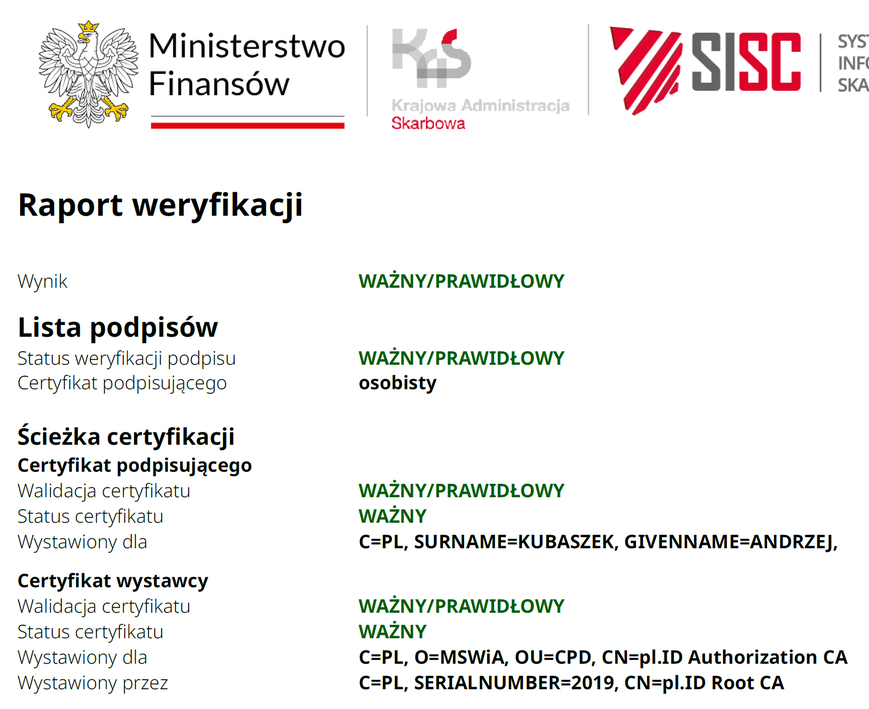 Ministerstwo
Finansów
KAS
Krajowa Administracja
Skarbowa
SISC
SYST
INFO
SKA
Raport weryfikacji
Wynik WAŻNY/PRAWIDŁOWY
Lista podpisów
Status weryfikacji podpisu WAŻNY/PRAWIDŁOWY
Certyfikat podpisującego osobisty
Ścieżka certyfikacji
Certyfikat podpisującego
Walidacja certyfikatu WAŻNY/PRAWIDŁOWY
Status certyfikatu WAŻNY
Wystawiony dla C=PL, SURNAME=KUBASZEK, GIVENNAME=ANDRZEJ,
Certyfikat wystawcy
Walidacja certyfikatu WAŻNY/PRAWIDŁOWY
Status certyfikatu WAŻNY
Wystawiony dla C=PL, O=MSWiA, OU=CPD, CN=pl.ID Authorization CA
Wystawiony przez C=PL, SERIALNUMBER=2019, CN=pl.ID Root CA